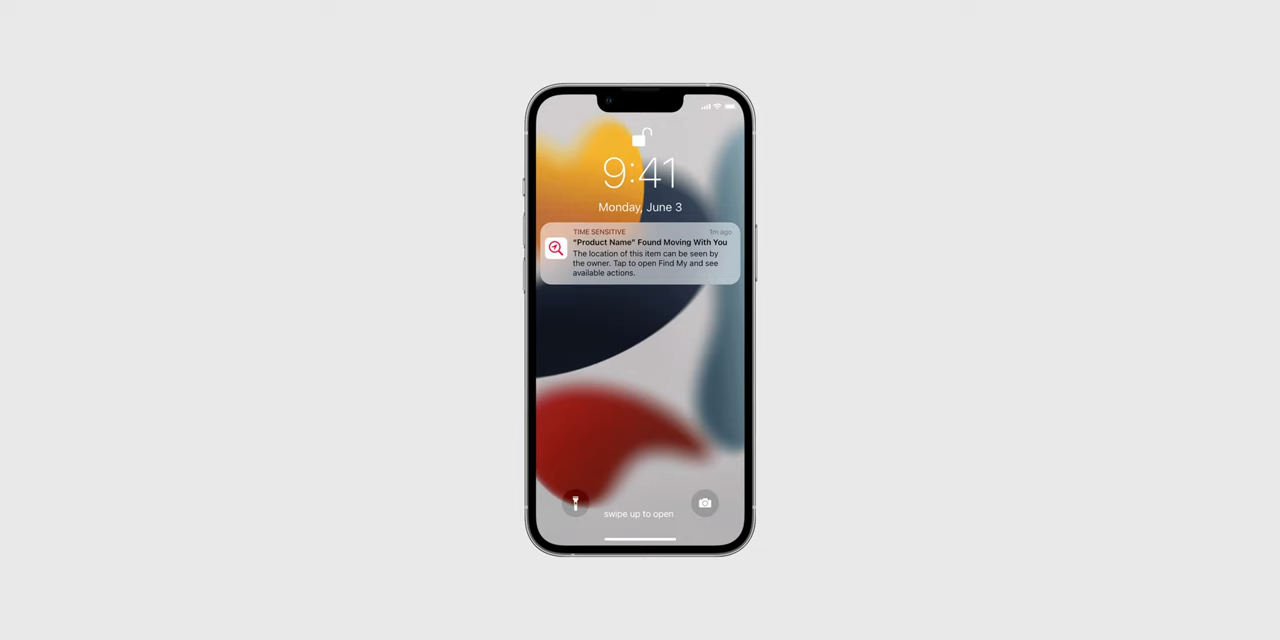 9:41
Monday, June 3
TIME SENSITIVE 1m ago
"Product Name" Found Moving With You
The location of this item can be seen by
the owner. Tap to open Find My and see
available actions.
swipe up to open